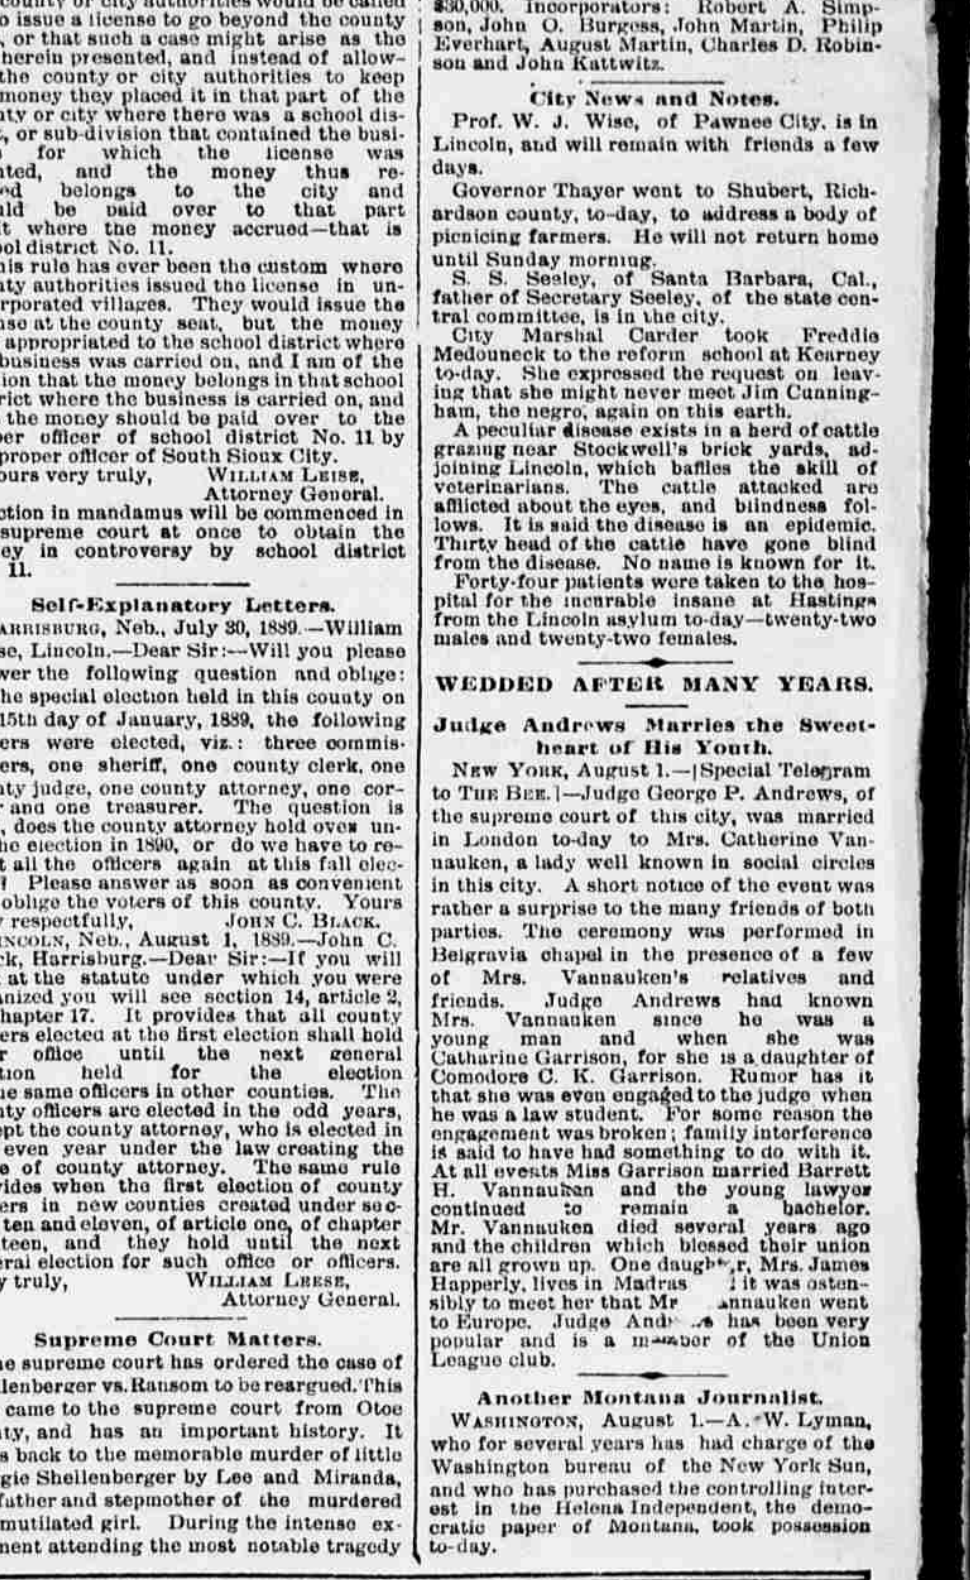 county or city authorities would be called
o issue a license to go beyond the county
, or that such a case might arise as the
herein presented, and instead of allow-
the county or city authorities to keep
money they placed it in that part of the
nty or city where there was a school dis-
, or sub-division that contained the busi-
for which the license was
nted, and the money thus re-
ed belongs to the city and
uld be paid over to that part
it where the money accrued—that is
ool district No. 11.
his rule has ever been the custom where
nty authorities issued the license in un-
rporated villages. They would issue the
nse at the county seat, but the money
appropriated to the school district where
business was carried on, and I am of the
ion that the money belongs in that school
rict where the business is carried on, and
the money should be paid over to the
er officer of school district No. 11 by
proper officer of South Sioux City.
ours very truly, WILLIAM LEISE,
Attorney General.
ction in mandamus will be commenced in
supreme court at once to obtain the
ey in controversy by school district
11.
Self-Explanatory Letters.
ARRISBURG, Neb., July 30, 1889.—William
se, Lincoln.—Dear Sir:—Will you please
wer the following question and oblige:
he special election held in this county on
15th day of January, 1889, the following
ers were elected, viz.: three commis-
ers, one sheriff, one county clerk, one
nty judge, one county attorney, one cor-
r and one treasurer. The question is
, does the county attorney hold over un-
he election in 1890, or do we have to re-
t all the officers again at this fall elec-
! Please answer as soon as convenient
oblige the voters of this county. Yours
y respectfully, JOHN C. BLACK.
INCOLN, Neb., August 1, 1889.—John C.
ck, Harrisburg.—Dear Sir:—If you will
at the statute under which you were
anized you will see section 14, article 2,
hapter 17. It provides that all county
ers elected at the first election shall hold
r office until the next general
tion held for the election
he same officers in other counties. The
nty officers are elected in the odd years,
ept the county attorney, who is elected in
even year under the law creating the
e of county attorney. The same rule
vides when the first election of county
ers in new counties created under sec-
ten and eleven, of article one, of chapter
teen, and they hold until the next
eral election for such office or officers.
y truly, WILLIAM LEESE,
Attorney General.
Supreme Court Matters.
he supreme court has ordered the case of
llenberger vs. Ransom to be reargued. This
came to the supreme court from Otoe
nty, and has an important history. It
s back to the memorable murder of little
gie Shellenberger by Lee and Miranda,
father and stepmother of the murdered
mutilated girl. During the intense ex-
ment attending the most notable tragedy
$30,000. Incorporators: Robert A. Simp-
son, John O. Burgess, John Martin, Philip
Everhart, August Martin, Charles D. Robin-
son and John Kattwitz.
City News and Notes.
Prof. W. J. Wise, of Pawnee City, is in
Lincoln, and will remain with friends a few
days.
Governor Thayer went to Shubert, Rich-
ardson county, to-day, to address a body of
picnicing farmers. He will not return home
until Sunday morning.
S. S. Seeley, of Santa Barbara, Cal.,
father of Secretary Seeley, of the state cen-
tral committee, is in the city.
City Marshal Carder took Freddie
Medouneck to the reform school at Kearney
to-day. She expressed the request on leav-
ing that she might never meet Jim Cunning-
ham, the negro, again on this earth.
A peculiar disease exists in a herd of cattle
grazing near Stockwell's brick yards, ad-
joining Lincoln, which baffles the skill of
veterinarians. The cattle attacked are
afflicted about the eyes, and blindness fol-
lows. It is said the disease is an epidemic.
Thirty head of the cattle have gone blind
from the disease. No name is known for it.
Forty-four patients were taken to the hos-
pital for the incurable insane at Hastings
from the Lincoln asylum to-day—twenty-two
males and twenty-two females.
WEDDED AFTER MANY YEARS.
Judge Andrews Marries the Sweet-
heart of His Youth.
NEW YORK, August 1.—[Special Telegram
to THE BEE.]—Judge George P. Andrews, of
the supreme court of this city, was married
in London to-day to Mrs. Catherine Van-
nauken, a lady well known in social circles
in this city. A short notice of the event was
rather a surprise to the many friends of both
parties. The ceremony was performed in
Belgravia chapel in the presence of a few
of Mrs. Vannauken's relatives and
friends. Judge Andrews had known
Mrs. Vannauken since he was a
young man and when she was
Catharine Garrison, for she is a daughter of
Comodore C. K. Garrison. Rumor has it
that she was even engaged to the judge when
he was a law student. For some reason the
engagement was broken; family interference
is said to have had something to do with it.
At all events Miss Garrison married Barrett
H. Vannauken and the young lawyer
continued to remain a bachelor.
Mr. Vannauken died several years ago
and the children which blessed their union
are all grown up. One daughter, Mrs. James
Happerly, lives in Madras it was osten-
sibly to meet her that Mr annauken went
to Europe. Judge And s has been very
popular and is a member of the Union
League club.
Another Montana Journalist.
WASHINGTON, August 1.—A. W. Lyman,
who for several years has had charge of the
Washington bureau of the New York Sun,
and who has purchased the controlling inter-
est in the Helena Independent, the demo-
cratic paper of Montana, took possession
to-day.